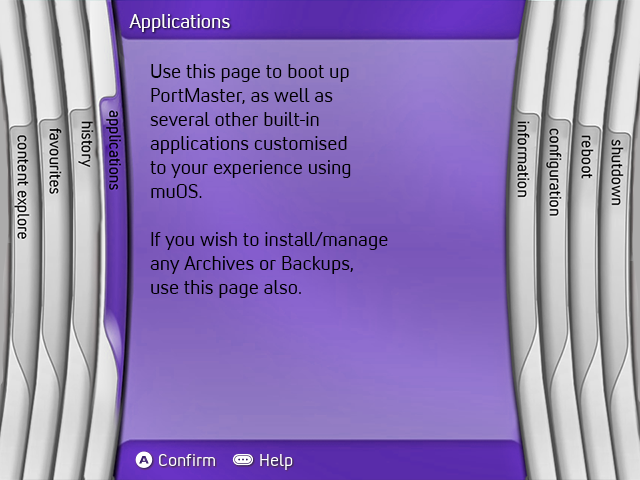 Applications
content explore
favourites
history
applications
Use this page to boot up
PortMaster, as well as
several other built-in
applications customised
to your experience using
muOS.
If you wish to install/manage
any Archives or Backups,
use this page also.
information
configuration
reboot
shutdown
A Confirm
Help